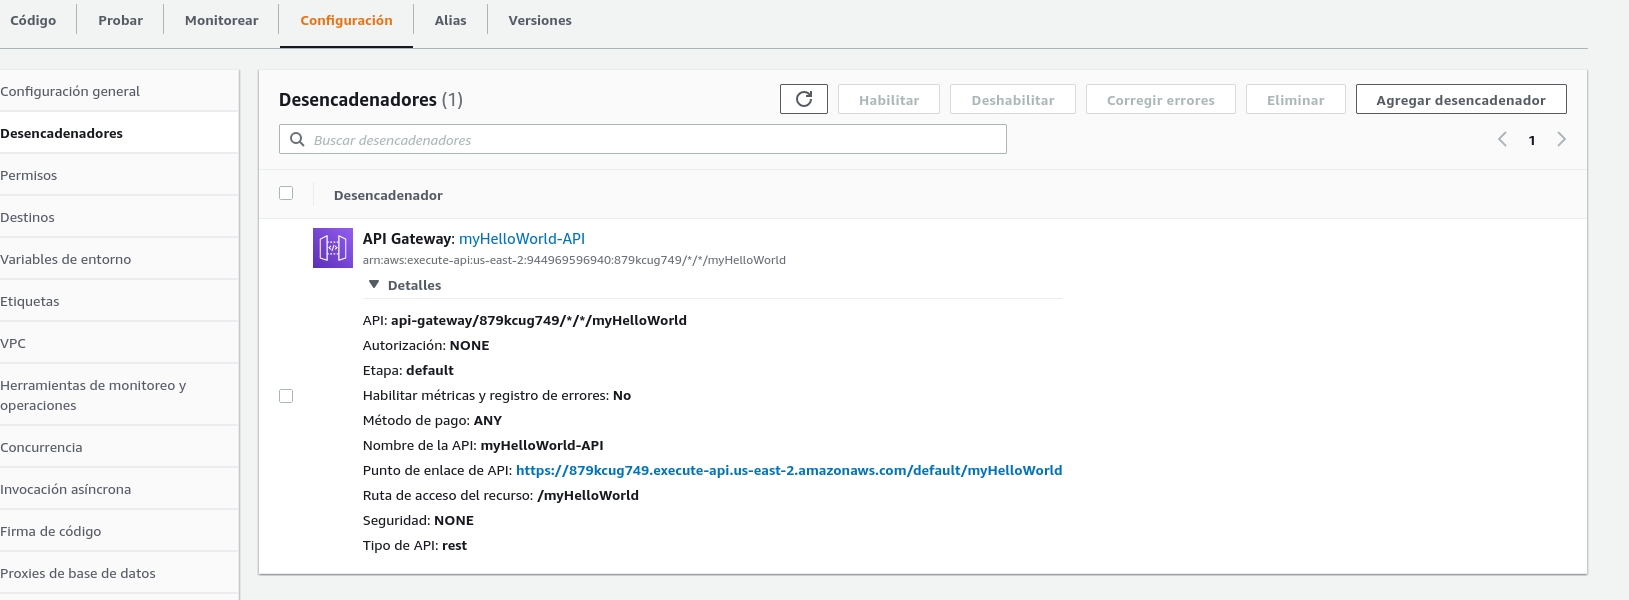 Código
Probar
Monitorear
Configuración
Alias
Versiones
Configuración general
Desencadenadores
Permisos
Destinos
Variables de entorno
Etiquetas
VPC
Herramientas de monitoreo y
operaciones
Concurrencia
Invocación asíncrona
Firma de código
Proxies de base de datos
Desencadenadores (1)
Habilitar
Deshabilitar
Corregir errores
Eliminar
Agregar desencadenador
Buscar desencadenadores
1
Desencadenador
API Gateway: myHelloWorld-API
arn:aws:execute-api:us-east-2:944969596940:879kcug749/*/*/myHelloWorld
Detalles
API: api-gateway/879kcug749/*/*/myHelloWorld
Autorización: NONE
Etapa: default
Habilitar métricas y registro de errores: No
Método de pago: ANY
Nombre de la API: myHelloWorld-API
Punto de enlace de API: https://879kcug749.execute-api.us-east-2.amazonaws.com/default/myHelloWorld
Ruta de acceso del recurso: /myHelloWorld
Seguridad: NONE
Tipo de API: rest